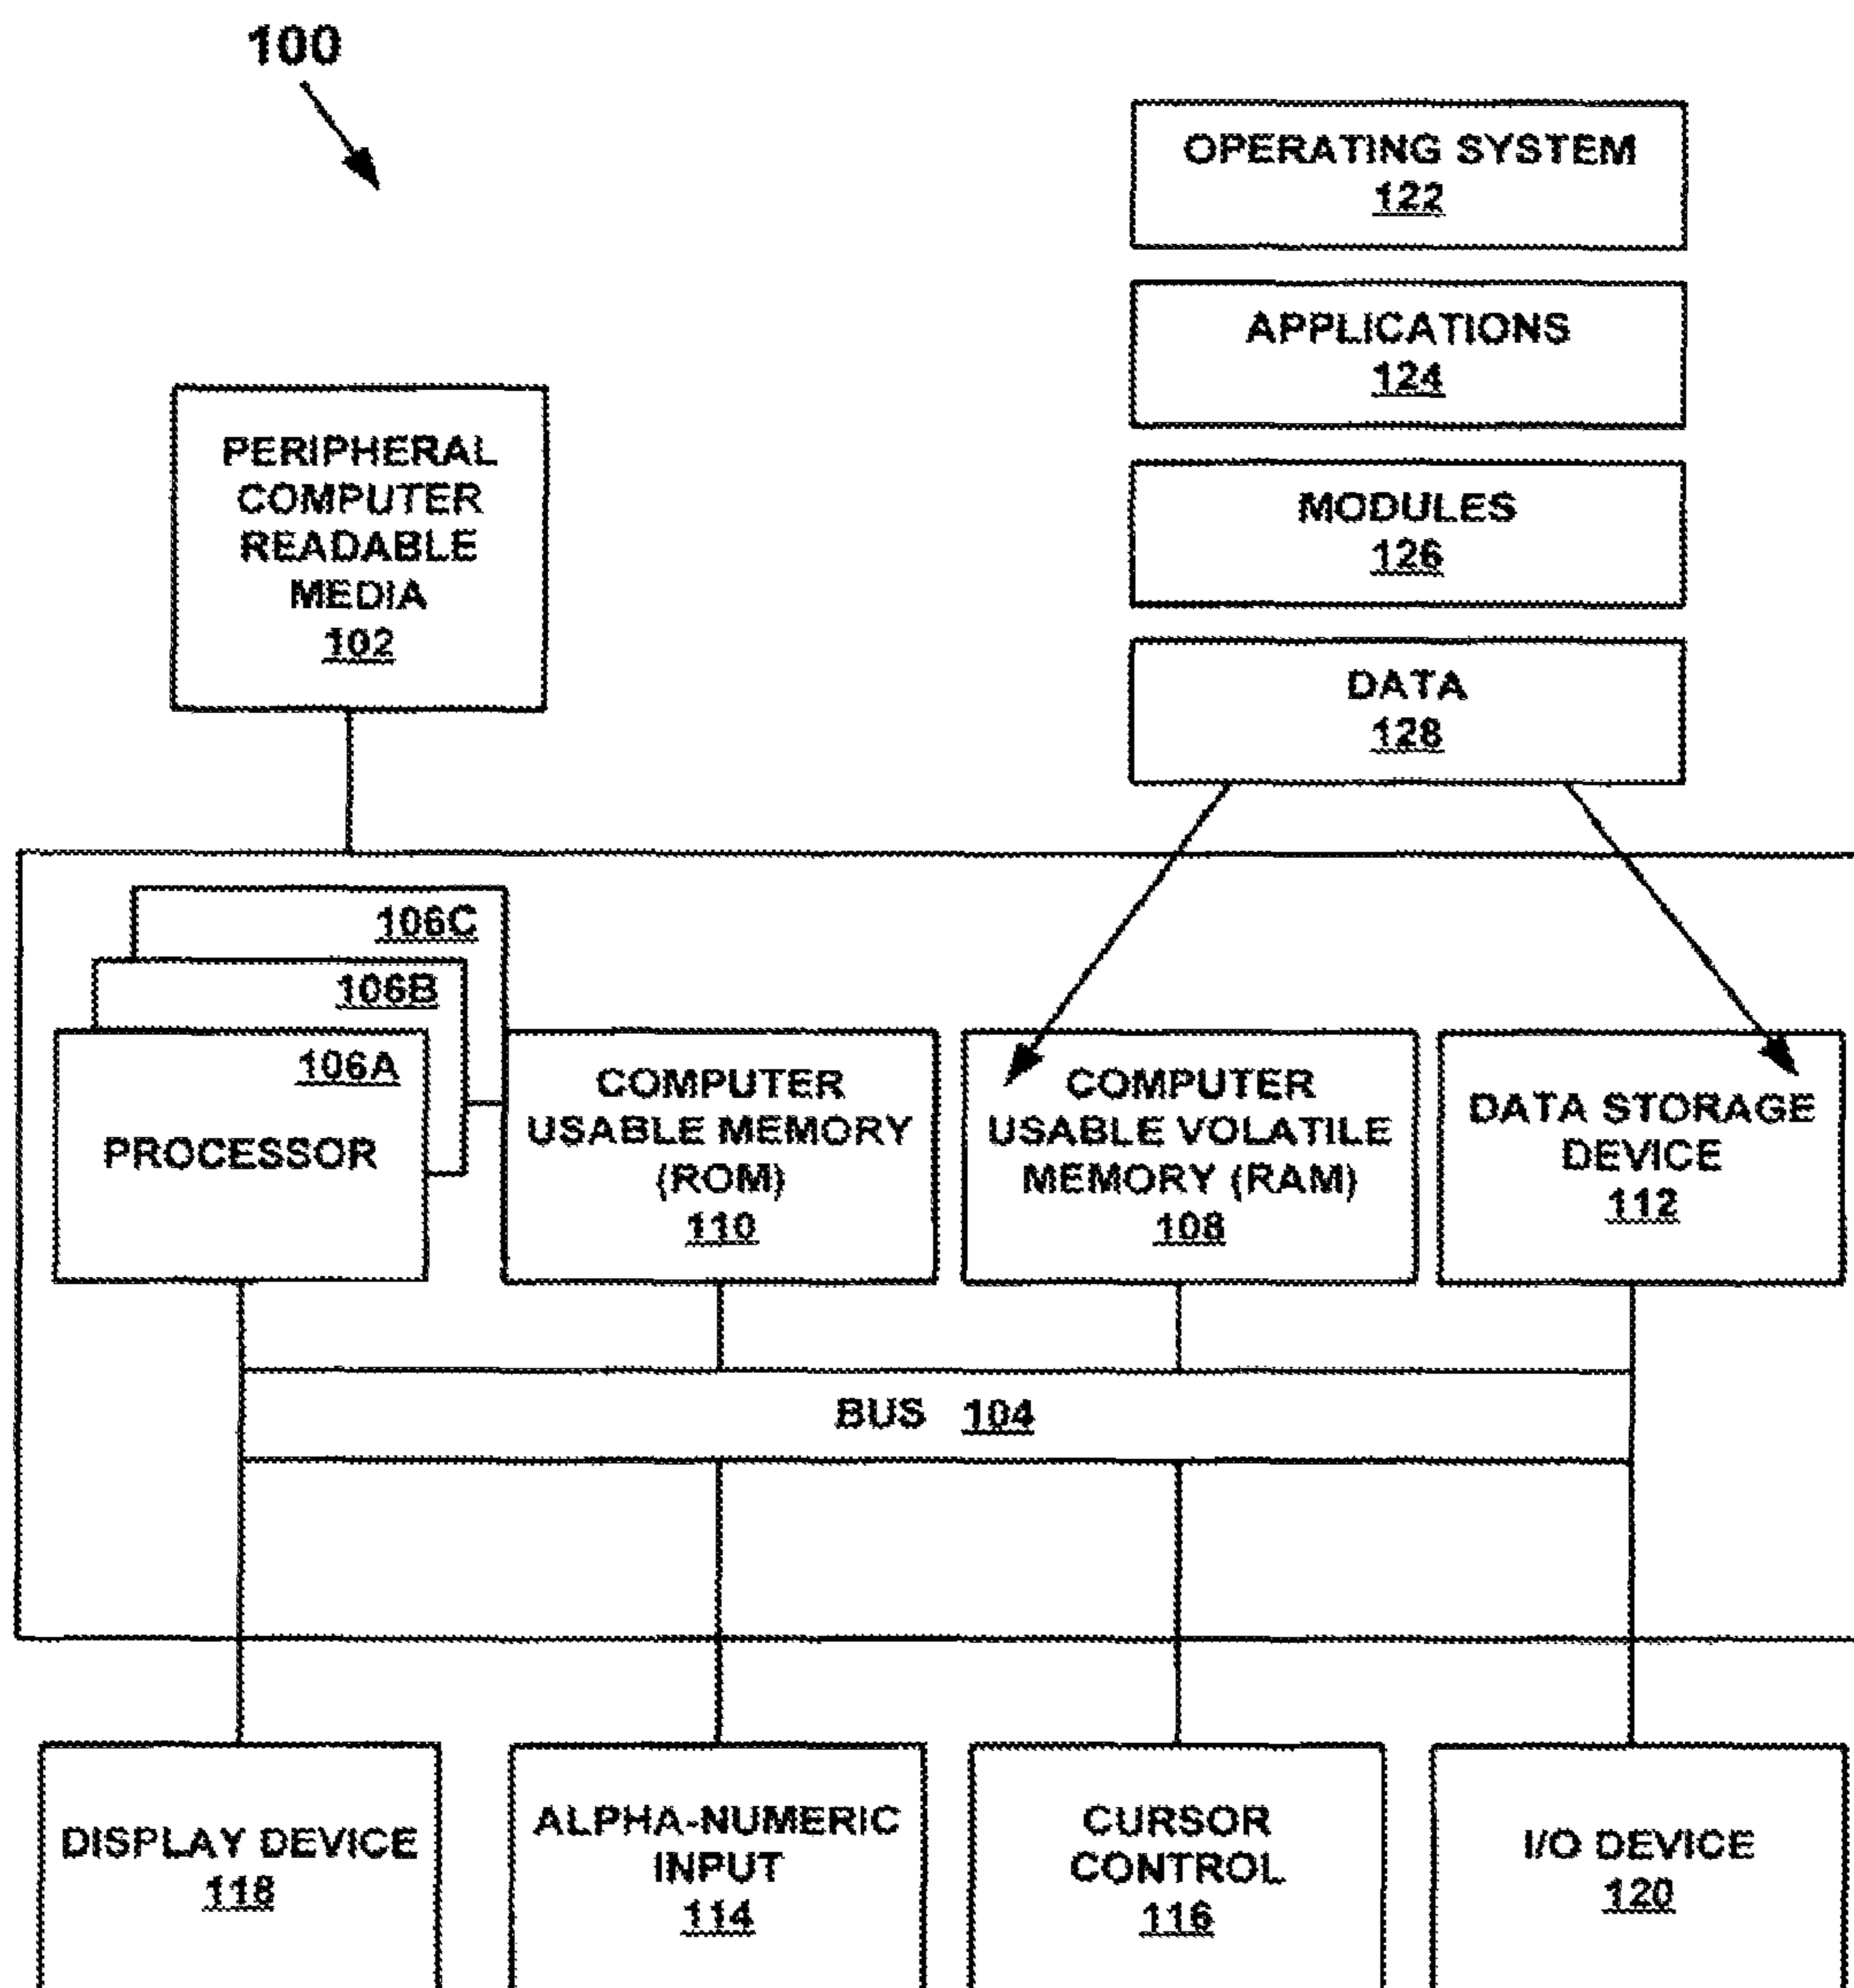 100
OPERATING SYSTEM
122
APPLICATIONS
124
MODULES
126
DATA
128
PERIPHERAL
COMPUTER
READABLE
MEDIA
102
106C
106B
106A
PROCESSOR
COMPUTER
USABLE MEMORY
(ROM)
110
COMPUTER
USABLE VOLATILE
MEMORY (RAM)
108
DATA STORAGE
DEVICE
112
BUS 104
DISPLAY DEVICE
118
ALPHA-NUMERIC
INPUT
114
CURSOR
CONTROL
116
I/O DEVICE
120